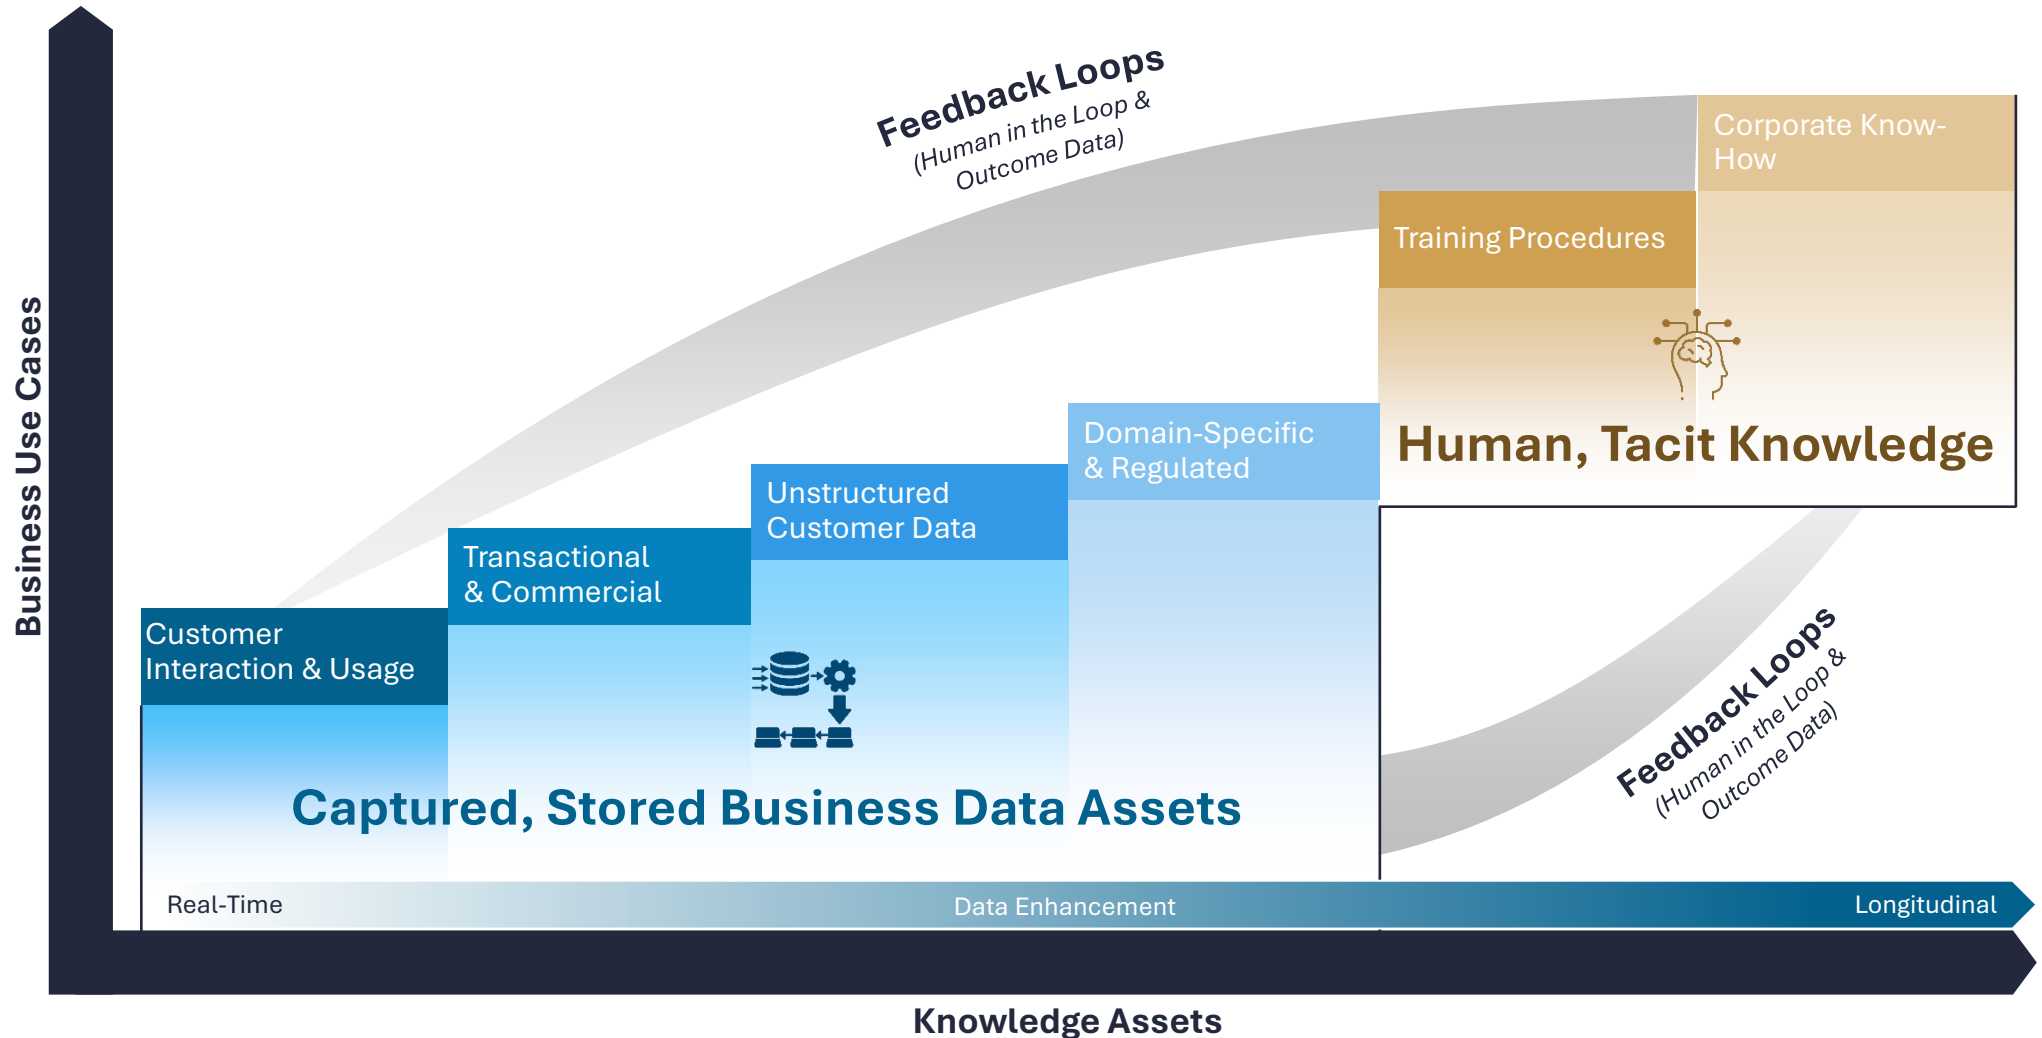 Feedback Loops
(Human in the Loop &
Outcome Data)
Corporate Know-
How
Training Procedures
Human, Tacit Knowledge
Domain-Specific
& Regulated
Unstructured
Customer Data
Transactional
& Commercial
Customer
Interaction & Usage
Business Use Cases
Captured, Stored Business Data Assets
Feedback Loops
(Human in the Loop &
Outcome Data)
Real-Time
Data Enhancement
Longitudinal
Knowledge Assets